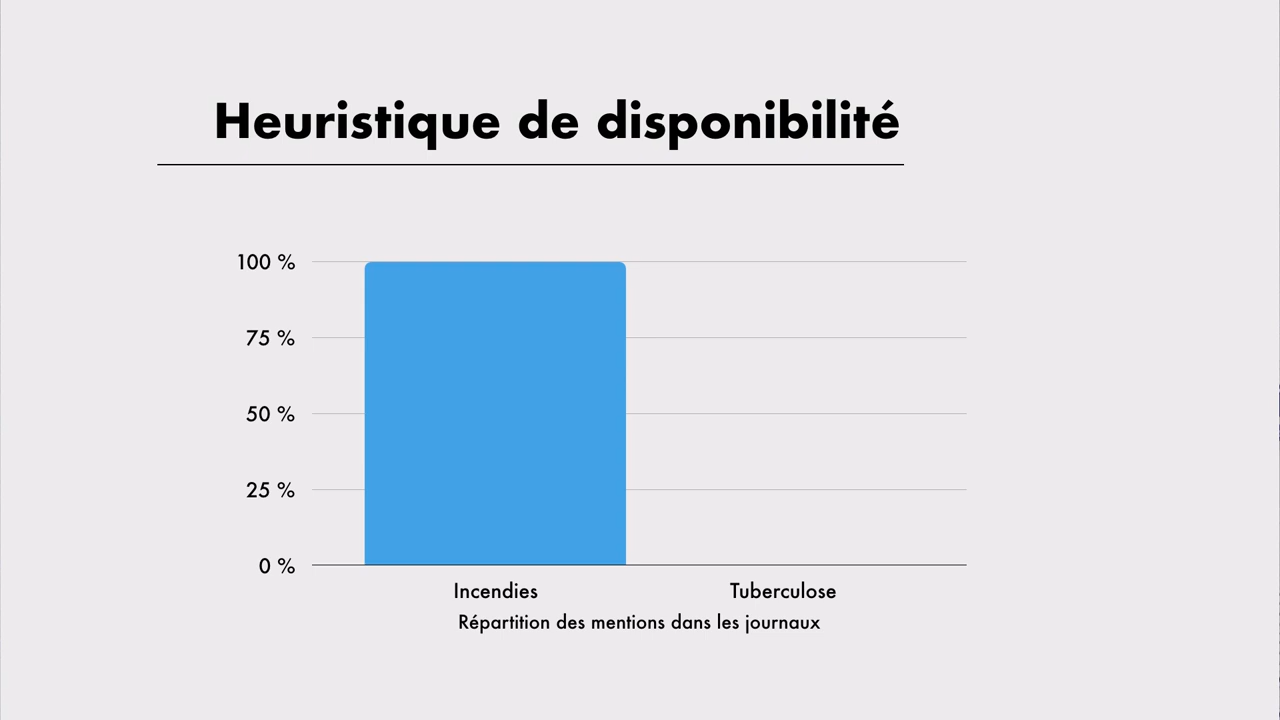 Heuristique de disponibilité
100 %
75 %
50 %
25 %
0 %
Incendies Tuberculose
Répartition des mentions dans les journaux